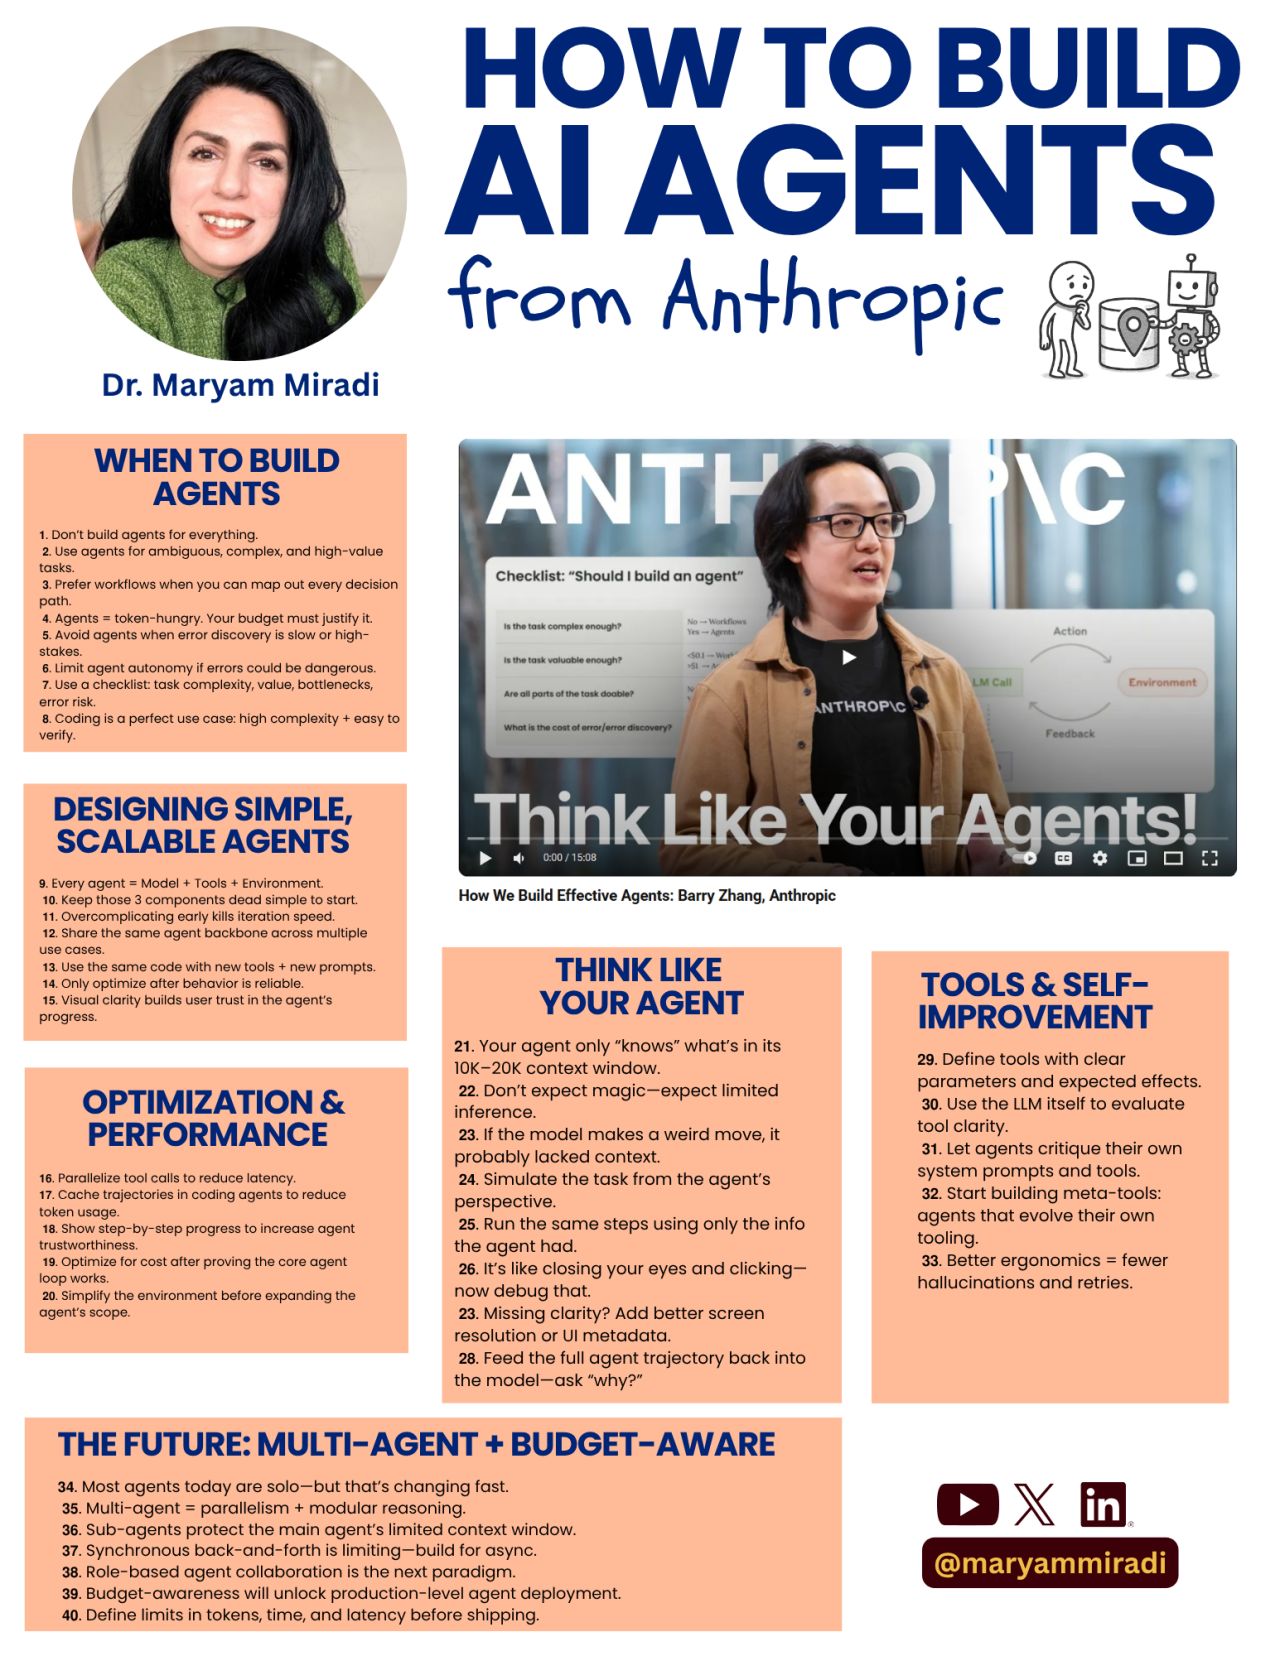 HOW TO BUILD
AI AGENTS
from Anthropic
Dr. Maryam Miradi
WHEN TO BUILD
AGENTS
1. Don't build agents for everything.
2. Use agents for ambiguous, complex, and high-value
tasks.
3. Prefer workflows when you can map out every decision
path.
4. Agents = token-hungry. Your budget must justify it.
5. Avoid agents when error discovery is slow or high-
stakes.
6. Limit agent autonomy if errors could be dangerous.
7. Use a checklist: task complexity, value, bottlenecks,
error risk.
8. Coding is a perfect use case: high complexity + easy to
verify.
DESIGNING SIMPLE,
SCALABLE AGENTS
9. Every agent = Model + Tools + Environment.
10. Keep those 3 components dead simple to start.
11. Overcomplicating early kills iteration speed.
12. Share the same agent backbone across multiple
use cases.
13. Use the same code with new tools + new prompts.
14. Only optimize after behavior is reliable.
15. Visual clarity builds user trust in the agent's
progress.
OPTIMIZATION &
PERFORMANCE
16. Parallelize tool calls to reduce latency.
17. Cache trajectories in coding agents to reduce
token usage.
18. Show step-by-step progress to increase agent
trustworthiness.
19. Optimize for cost after proving the core agent
loop works.
20. Simplify the environment before expanding the
agent's scope.
ANTHROP\C
Checklist: "Should I build an agent"
Is the task complex enough?
No → Workflows
Yes → Agents
Is the task valuable enough?
<$0.1 →
>$1 →
Are all parts of the task doable?
What is the cost of error/error discovery?
Action
LM Call
Environment
Feedback
ANTHROP\C
Think Like Your Agents!
0:00 / 15:08
CC
How We Build Effective Agents: Barry Zhang, Anthropic
THINK LIKE
YOUR AGENT
21. Your agent only "knows" what's in its
10K–20K context window.
22. Don't expect magic—expect limited
inference.
23. If the model makes a weird move, it
probably lacked context.
24. Simulate the task from the agent's
perspective.
25. Run the same steps using only the info
the agent had.
26. It's like closing your eyes and clicking—
now debug that.
23. Missing clarity? Add better screen
resolution or UI metadata.
28. Feed the full agent trajectory back into
the model—ask "why?"
TOOLS & SELF-
IMPROVEMENT
29. Define tools with clear
parameters and expected effects.
30. Use the LLM itself to evaluate
tool clarity.
31. Let agents critique their own
system prompts and tools.
32. Start building meta-tools:
agents that evolve their own
tooling.
33. Better ergonomics = fewer
hallucinations and retries.
THE FUTURE: MULTI-AGENT + BUDGET-AWARE
34. Most agents today are solo—but that's changing fast.
35. Multi-agent = parallelism + modular reasoning.
36. Sub-agents protect the main agent's limited context window.
37. Synchronous back-and-forth is limiting—build for async.
38. Role-based agent collaboration is the next paradigm.
39. Budget-awareness will unlock production-level agent deployment.
40. Define limits in tokens, time, and latency before shipping.
in
@maryammiradi